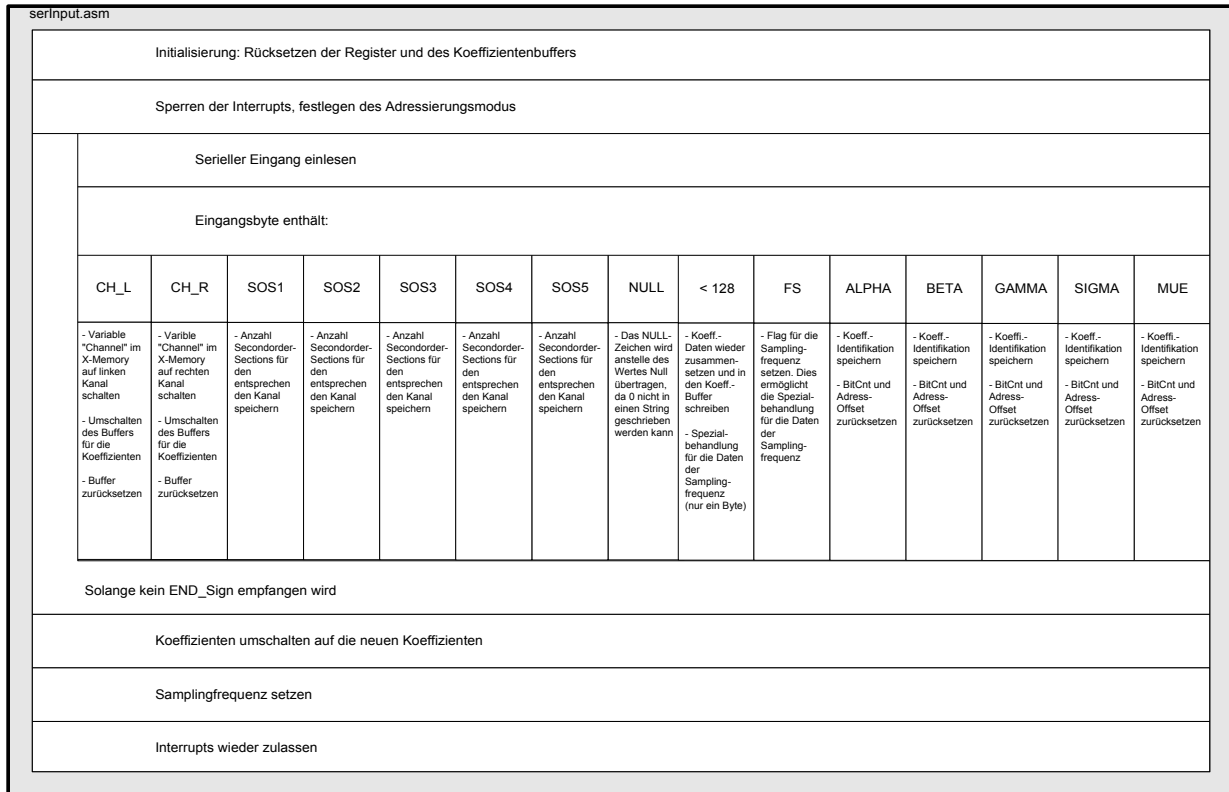 serInput.asm
Initialisierung: Rücksetzen der Register und des Koeffizientenbuffers
Sperren der Interrupts, festlegen des Adressierungsmodus
Serieller Eingang einlesen
Eingangsbyte enthält:
CH_L
CH_R
SOS1
SOS2
SOS3
SOS4
SOS5
NULL
< 128
FS
ALPHA
BETA
GAMMA
SIGMA
MUE
- Variable
"Channel" im
X-Memory
auf linken
Kanal
schalten
- Umschalten
des Buffers
für die
Koeffizienten
- Buffer
zurücksetzen
- Varible
"Channel" im
X-Memory
auf rechten
Kanal
schalten
- Umschalten
des Buffers
für die
Koeffizienten
- Buffer
zurücksetzen
- Anzahl
Secondorder-
Sections für
den
entsprechen
den Kanal
speichern
- Anzahl
Secondorder-
Sections für
den
entsprechen
den Kanal
speichern
- Anzahl
Secondorder-
Sections für
den
entsprechen
den Kanal
speichern
- Anzahl
Secondorder-
Sections für
den
entsprechen
den Kanal
speichern
- Anzahl
Secondorder-
Sections für
den
entsprechen
den Kanal
speichern
- Das NULL-
Zeichen wird
anstelle des
Wertes Null
übertragen,
da 0 nicht in
einen String
geschrieben
werden kann
- Koeff.-
Daten wieder
zusammen-
setzen und in
den Koeff.-
Buffer
schreiben
- Spezial-
behandlung
für die Daten
der
Sampling-
frequenz
(nur ein Byte)
- Flag für die
Sampling-
frequenz
setzen. Dies
ermöglicht
die Spezial-
behandlung
für die Daten
der
Sampling-
frequenz
- Koeff.-
Identifikation
speichern
- BitCnt und
Adress-
Offset
zurücksetzen
- Koeff.-
Identifikation
speichern
- BitCnt und
Adress-
Offset
zurücksetzen
- Koeffi.-
Identifikation
speichern
- BitCnt und
Adress-
Offset
zurücksetzen
- Koeffi.-
Identifikation
speichern
- BitCnt und
Adress-
Offset
zurücksetzen
- Koeffi.-
Identifikation
speichern
- BitCnt und
Adress-
Offset
zurücksetzen
Solange kein END_Sign empfangen wird
Koeffizienten umschalten auf die neuen Koeffizienten
Samplingfrequenz setzen
Interrupts wieder zulassen